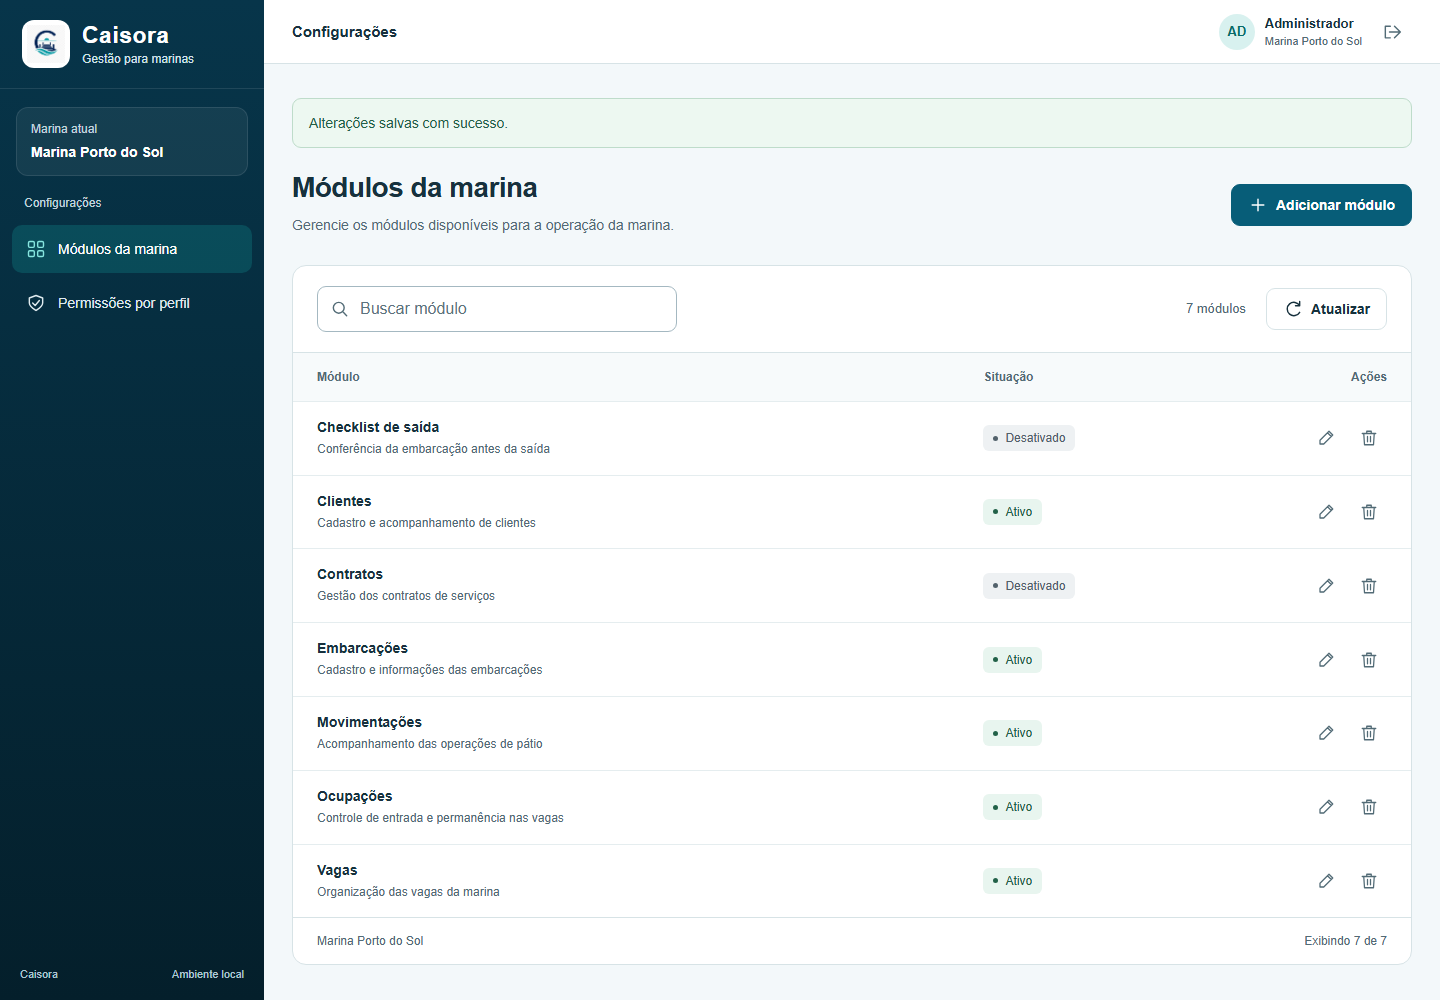 Caisora
Gestão para marinas
Marina atual
Marina Porto do Sol
Configurações
Módulos da marina
Permissões por perfil
Caisora
Ambiente local
Configurações
AD
Administrador
Marina Porto do Sol
Alterações salvas com sucesso.
Módulos da marina
Gerencie os módulos disponíveis para a operação da marina.
Adicionar módulo
Buscar módulo
7 módulos
Atualizar
Módulo Situação Ações
Checklist de saída
Conferência da embarcação antes da saída
Desativado
Clientes
Cadastro e acompanhamento de clientes
Ativo
Contratos
Gestão dos contratos de serviços
Desativado
Embarcações
Cadastro e informações das embarcações
Ativo
Movimentações
Acompanhamento das operações de pátio
Ativo
Ocupações
Controle de entrada e permanência nas vagas
Ativo
Vagas
Organização das vagas da marina
Ativo
Marina Porto do Sol
Exibindo 7 de 7